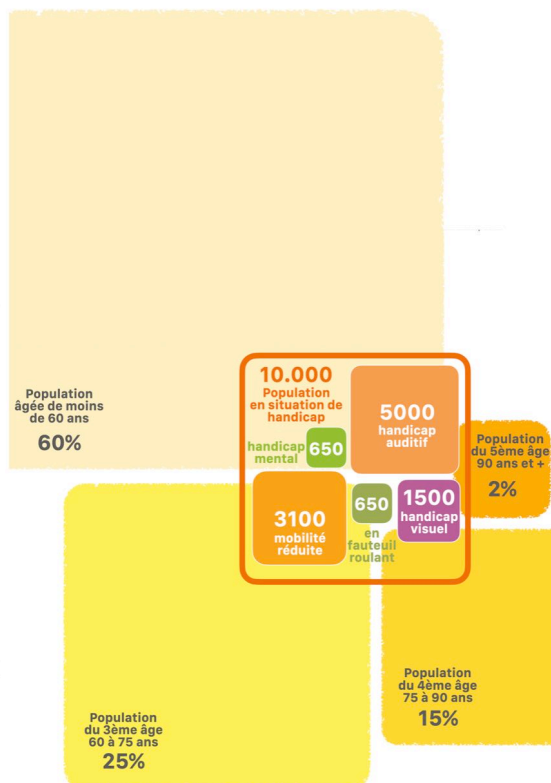 10.000
Population
en situation de
handicap
5000
handicap
auditif
Population
âgée de moins
de 60 ans
60%
handicap
mental
650
Population
du 5ème âge
90 ans et +
2%
3100
mobilité
réduite
650
en
fauteuil
roulant
1500
handicap
visuel
Population
du 4ème âge
75 à 90 ans
15%
Population
du 3ème âge
60 à 75 ans
25%